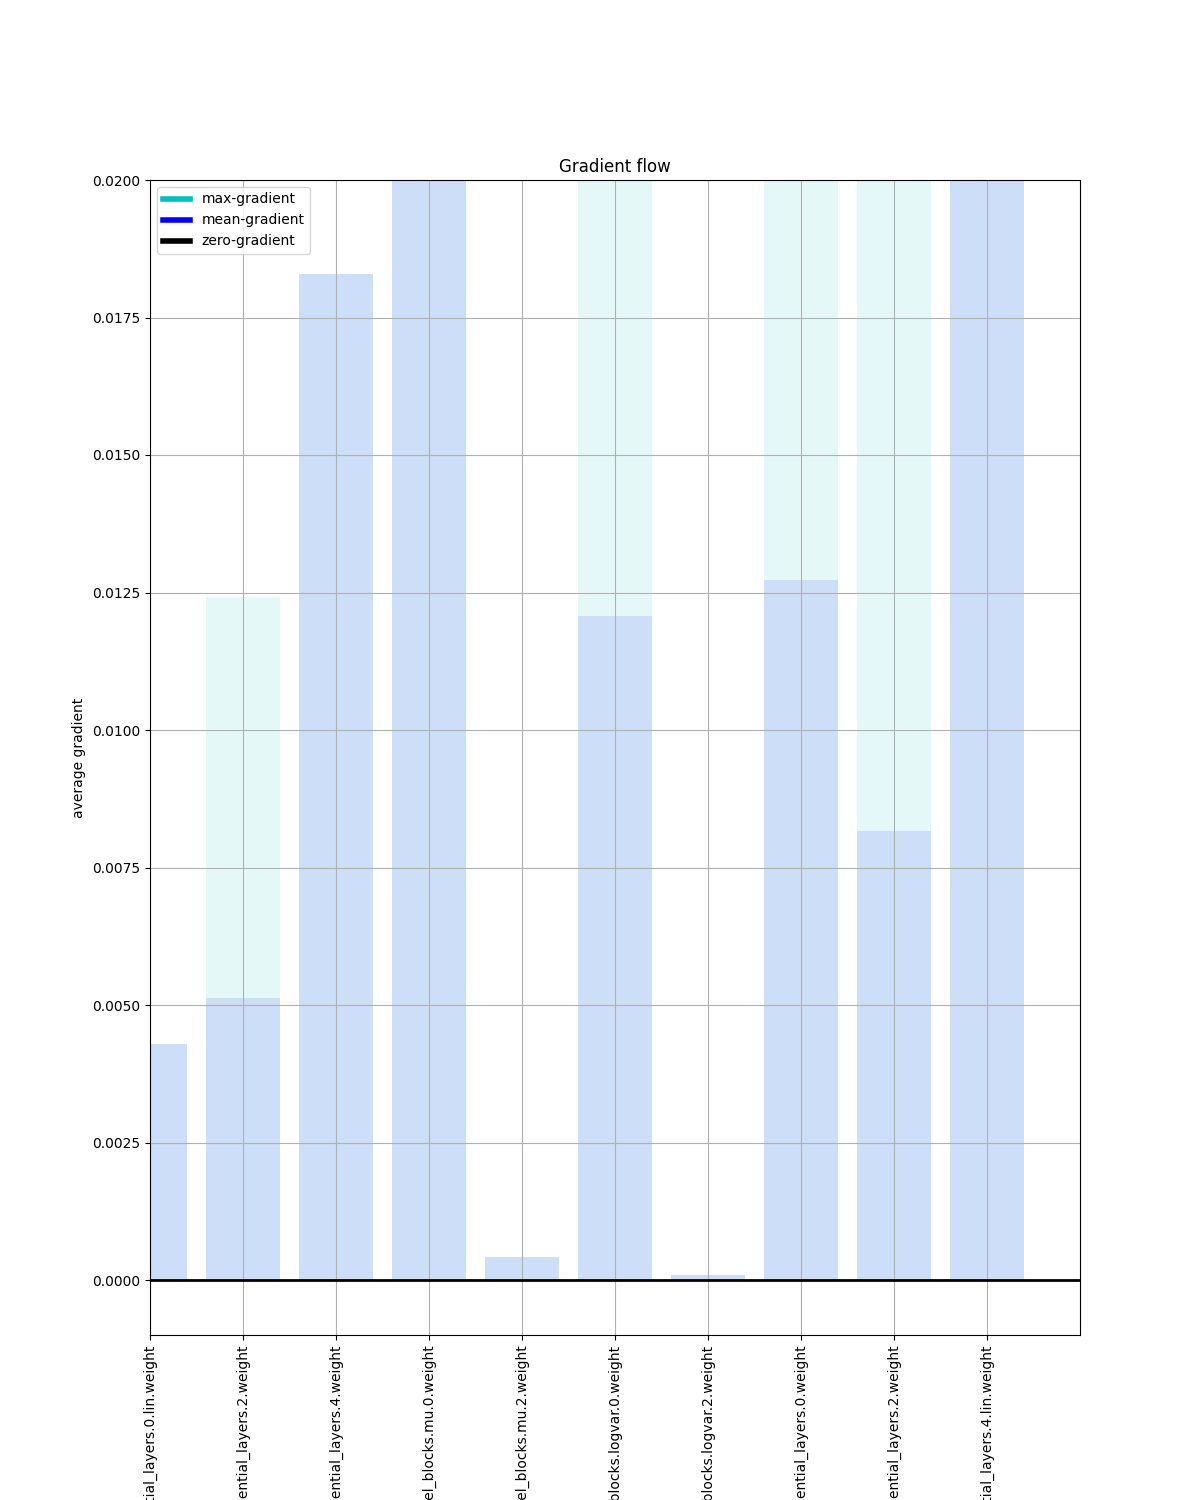 Gradient flow
max-gradient
mean-gradient
zero-gradient
0.0200
0.0175
0.0150
0.0125
0.0100
0.0075
0.0050
0.0025
0.0000
average gradient
tial_layers.0.lin.weight
ential_layers.2.weight
ential_layers.4.weight
el_blocks.mu.0.weight
el_blocks.mu.2.weight
blocks.logvar.0.weight
blocks.logvar.2.weight
ential_layers.0.weight
ential_layers.2.weight
tial_layers.4.lin.weight